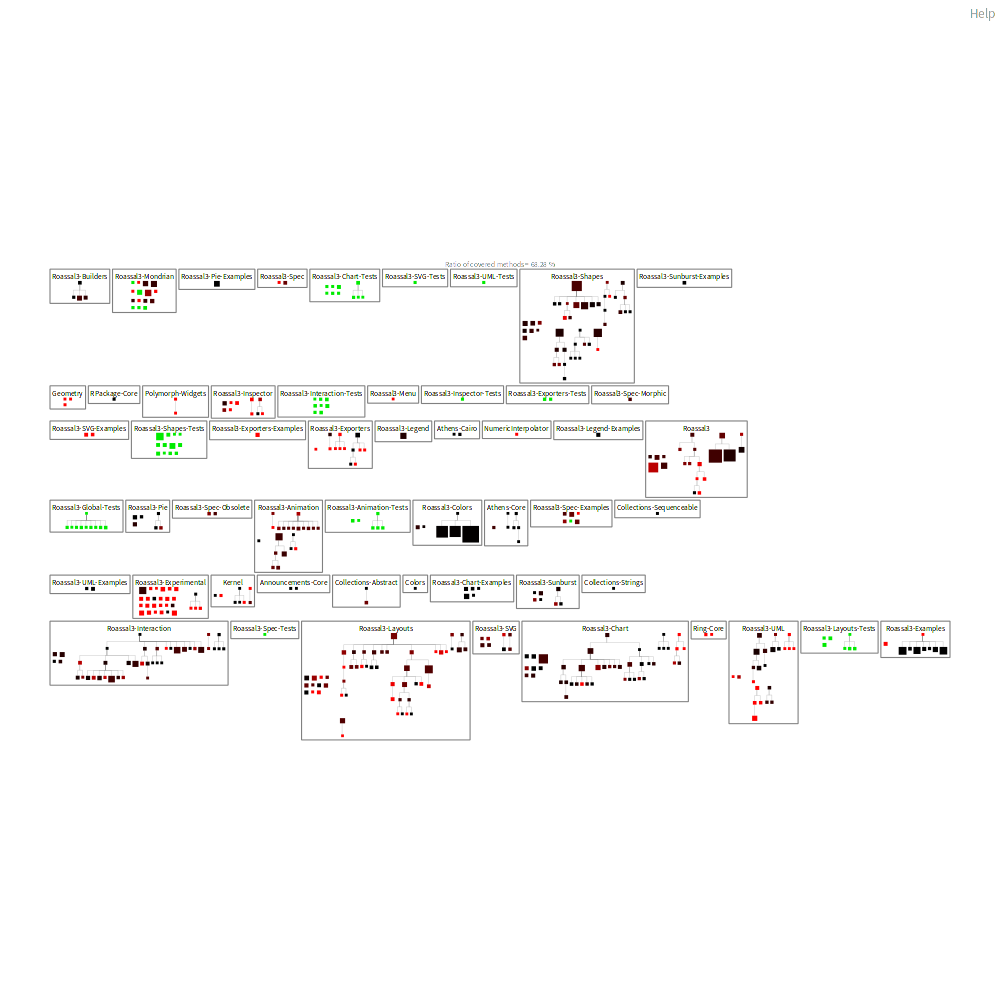 Help
Ratio of covered methods= 63.28 %
Roassal3-Builders Roassal3-Mondrian Roassal3-Pie-Examples Roassal3-Spec Roassal3-Chart-Tests Roassal3-SVG-Tests Roassal3-UML-Tests Roassal3-Shapes Roassal3-Sunburst-Examples
Geometry RPackage-Core Polymorph-Widgets Roassal3-Inspector Roassal3-Interaction-Tests Roassal3-Menu Roassal3-Inspector-Tests Roassal3-Exporters-Tests Roassal3-Spec-Morphic
Roassal3-SVG-Examples Roassal3-Shapes-Tests Roassal3-Exporters-Examples Roassal3-Exporters Roassal3-Legend Athens-Cairo NumericInterpolator Roassal3-Legend-Examples Roassal3
Roassal3-Global-Tests Roassal3-Pie Roassal3-Spec-Obsolete Roassal3-Animation Roassal3-Animation-Tests Roassal3-Colors Athens-Core Roassal3-Spec-Examples Collections-Sequenceable
Roassal3-UML-Examples Roassal3-Experimental Kernel Announcements-Core Collections-Abstract Colors Roassal3-Chart-Examples Roassal3-Sunburst Collections-Strings
Roassal3-Interaction Roassal3-Spec-Tests Roassal3-Layouts Roassal3-SVG Roassal3-Chart Ring-Core Roassal3-UML Roassal3-Layouts-Tests Roassal3-Examples